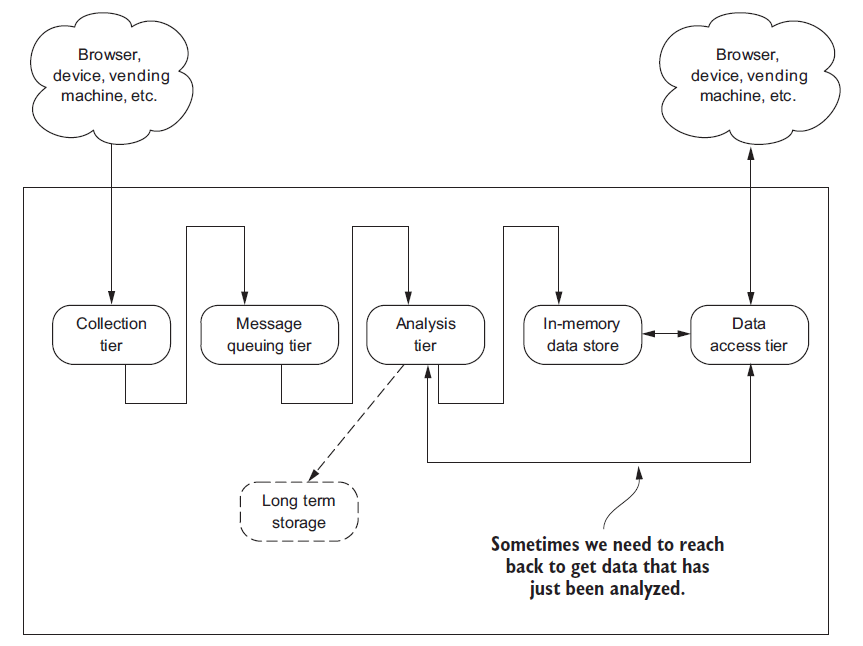 Browser,
device, vending
machine, etc.
Browser,
device, vending
machine, etc.
Collection
tier
Message
queuing tier
Analysis
tier
In-memory
data store
Data
access tier
Long term
storage
Sometimes we need to reach
back to get data that has
just been analyzed.